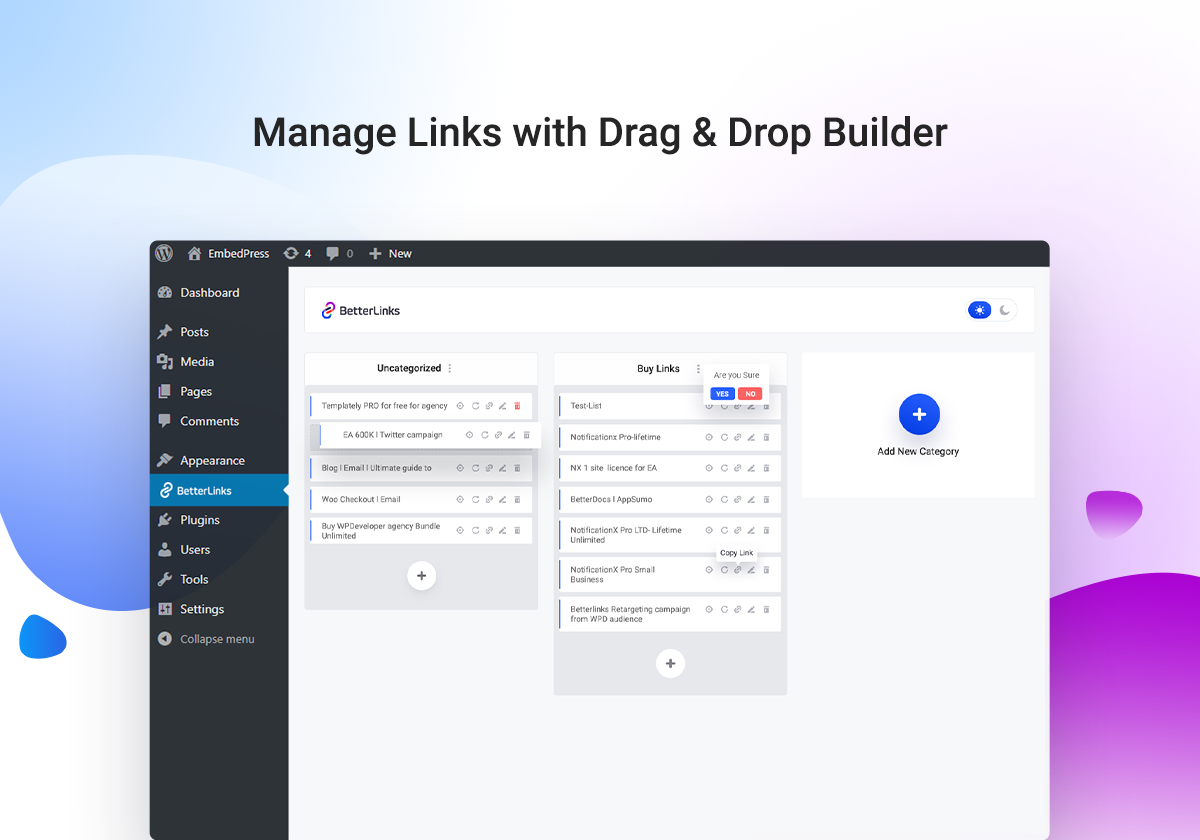 Manage Links with Drag & Drop Builder
EmbedPress
4
0
New
Dashboard
Posts
Media
Pages
Comments
Appearance
BetterLinks
Plugins
Users
Tools
Settings
Collapse menu
BetterLinks
Uncategorized
Templately PRO for free for agency
EA 600K | Twitter campaign
Blog | Email | Ultimate guide to
Woo Checkout | Email
Buy WPDeveloper agency Bundle
Unlimited
Buy Links
Are you Sure
YES
NO
Test-List
Notificationx Pro-lifetime
NX 1 site licence for EA
BetterDocs | AppSumo
NotificationX Pro LTD- Lifetime
Unlimited
Copy Link
NotificationX Pro Small
Business
Betterlinks Retargeting campaign
from WPD audience
Add New Category